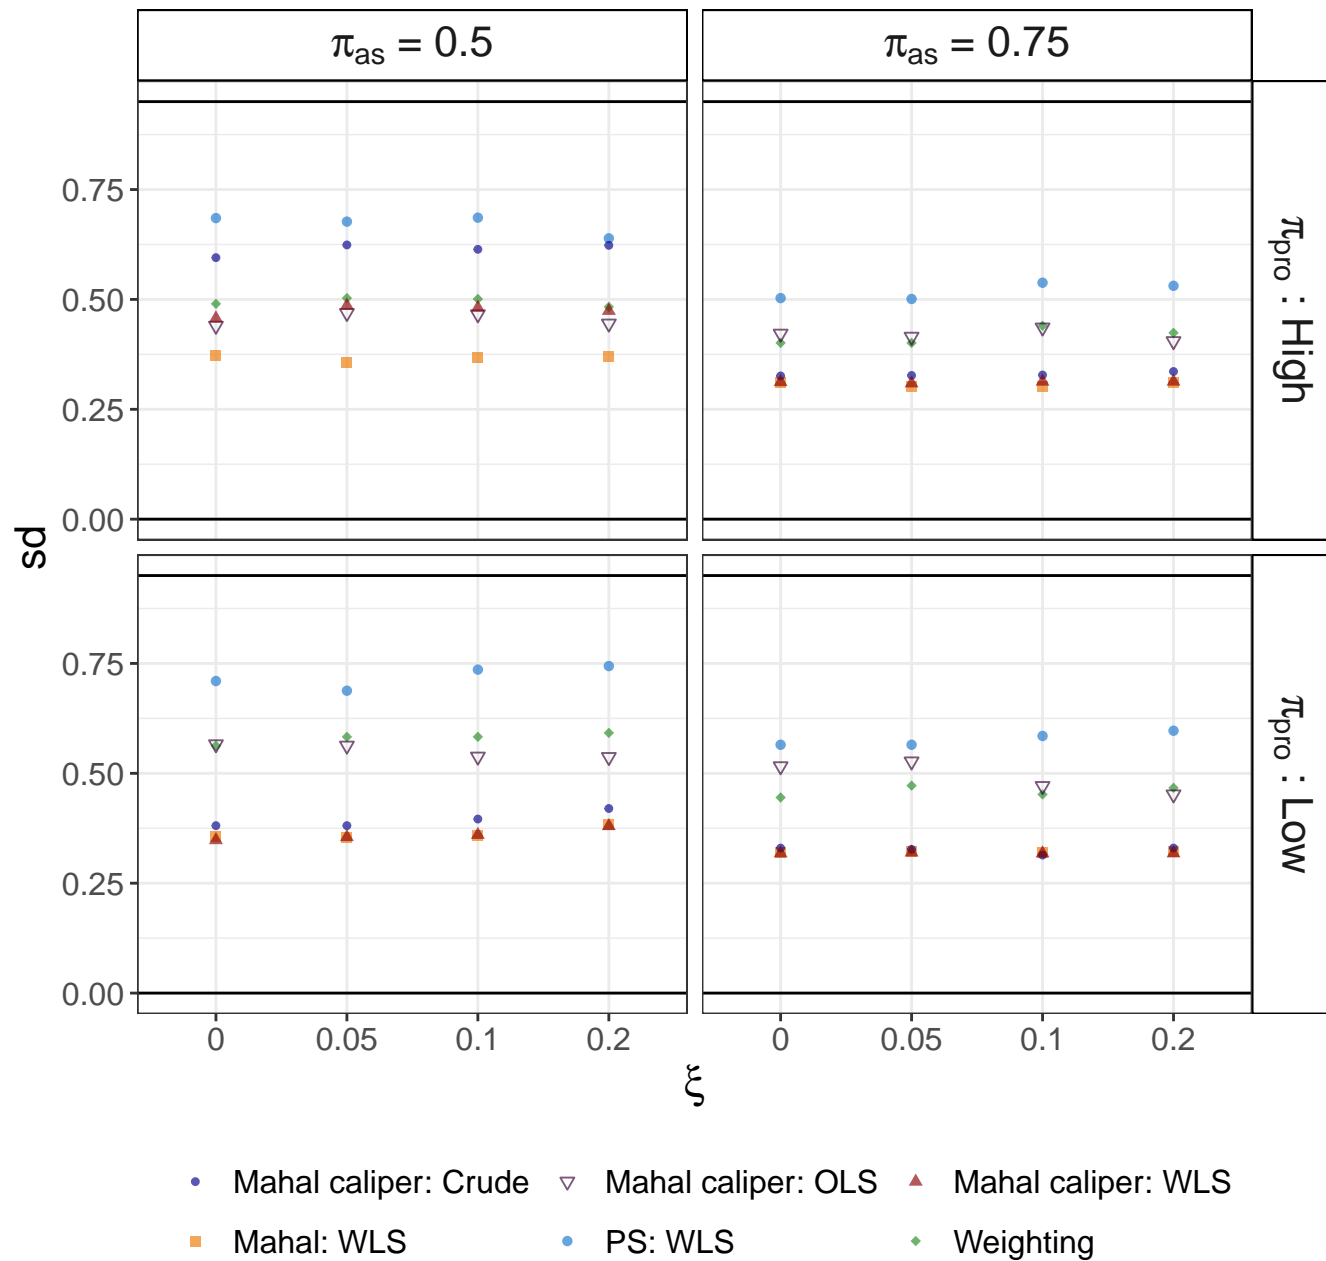 π_as = 0.5
π_as = 0.75
0.75
0.50
0.25
0.00
π_pro : High
sd
0.75
0.50
0.25
0.00
π_pro : Low
0 0.05 0.1 0.2
0 0.05 0.1 0.2
ξ
Mahal caliper: Crude Mahal caliper: OLS Mahal caliper: WLS
Mahal: WLS PS: WLS Weighting